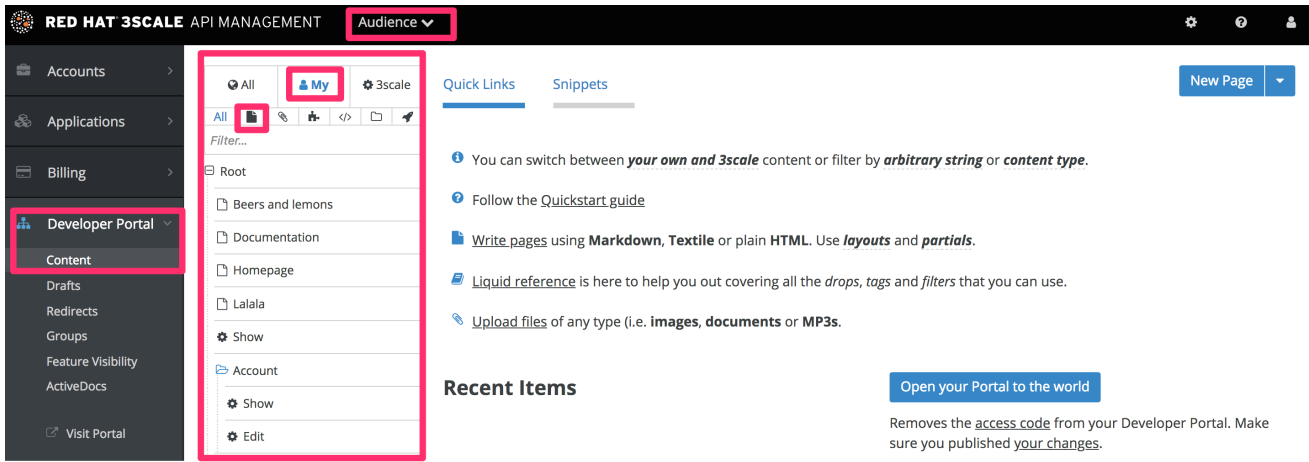 RED HAT 3SCALE API MANAGEMENT
Audience
Accounts
Applications
Billing
Developer Portal
Content
Drafts
Redirects
Groups
Feature Visibility
ActiveDocs
Visit Portal
All My 3scale
All
Filter...
Root
Beers and lemons
Documentation
Homepage
Lalala
Show
Account
Show
Edit
Quick Links Snippets
New Page
You can switch between your own and 3scale content or filter by arbitrary string or content type.
Follow the Quickstart guide
Write pages using Markdown, Textile or plain HTML. Use layouts and partials.
Liquid reference is here to help you out covering all the drops, tags and filters that you can use.
Upload files of any type (i.e. images, documents or MP3s.
Recent Items
Open your Portal to the world
Removes the access code from your Developer Portal. Make
sure you published your changes.